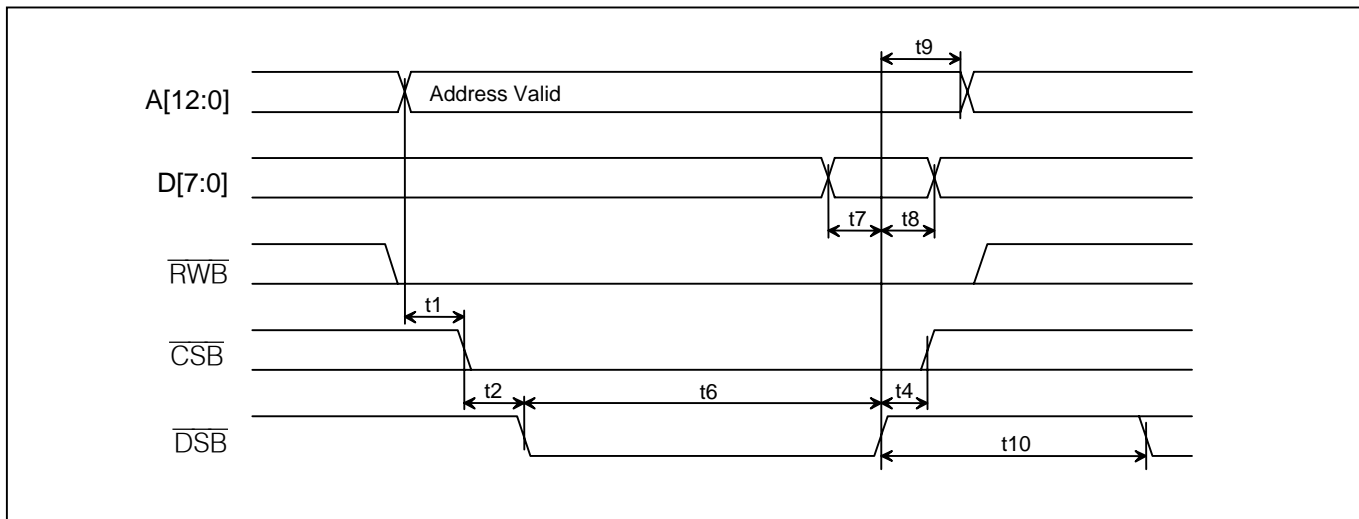 t9
A[12:0]
Address Valid
D[7:0]
t7
t8
RWB
t1
CSB
t2
t6
t4
DSB
t10